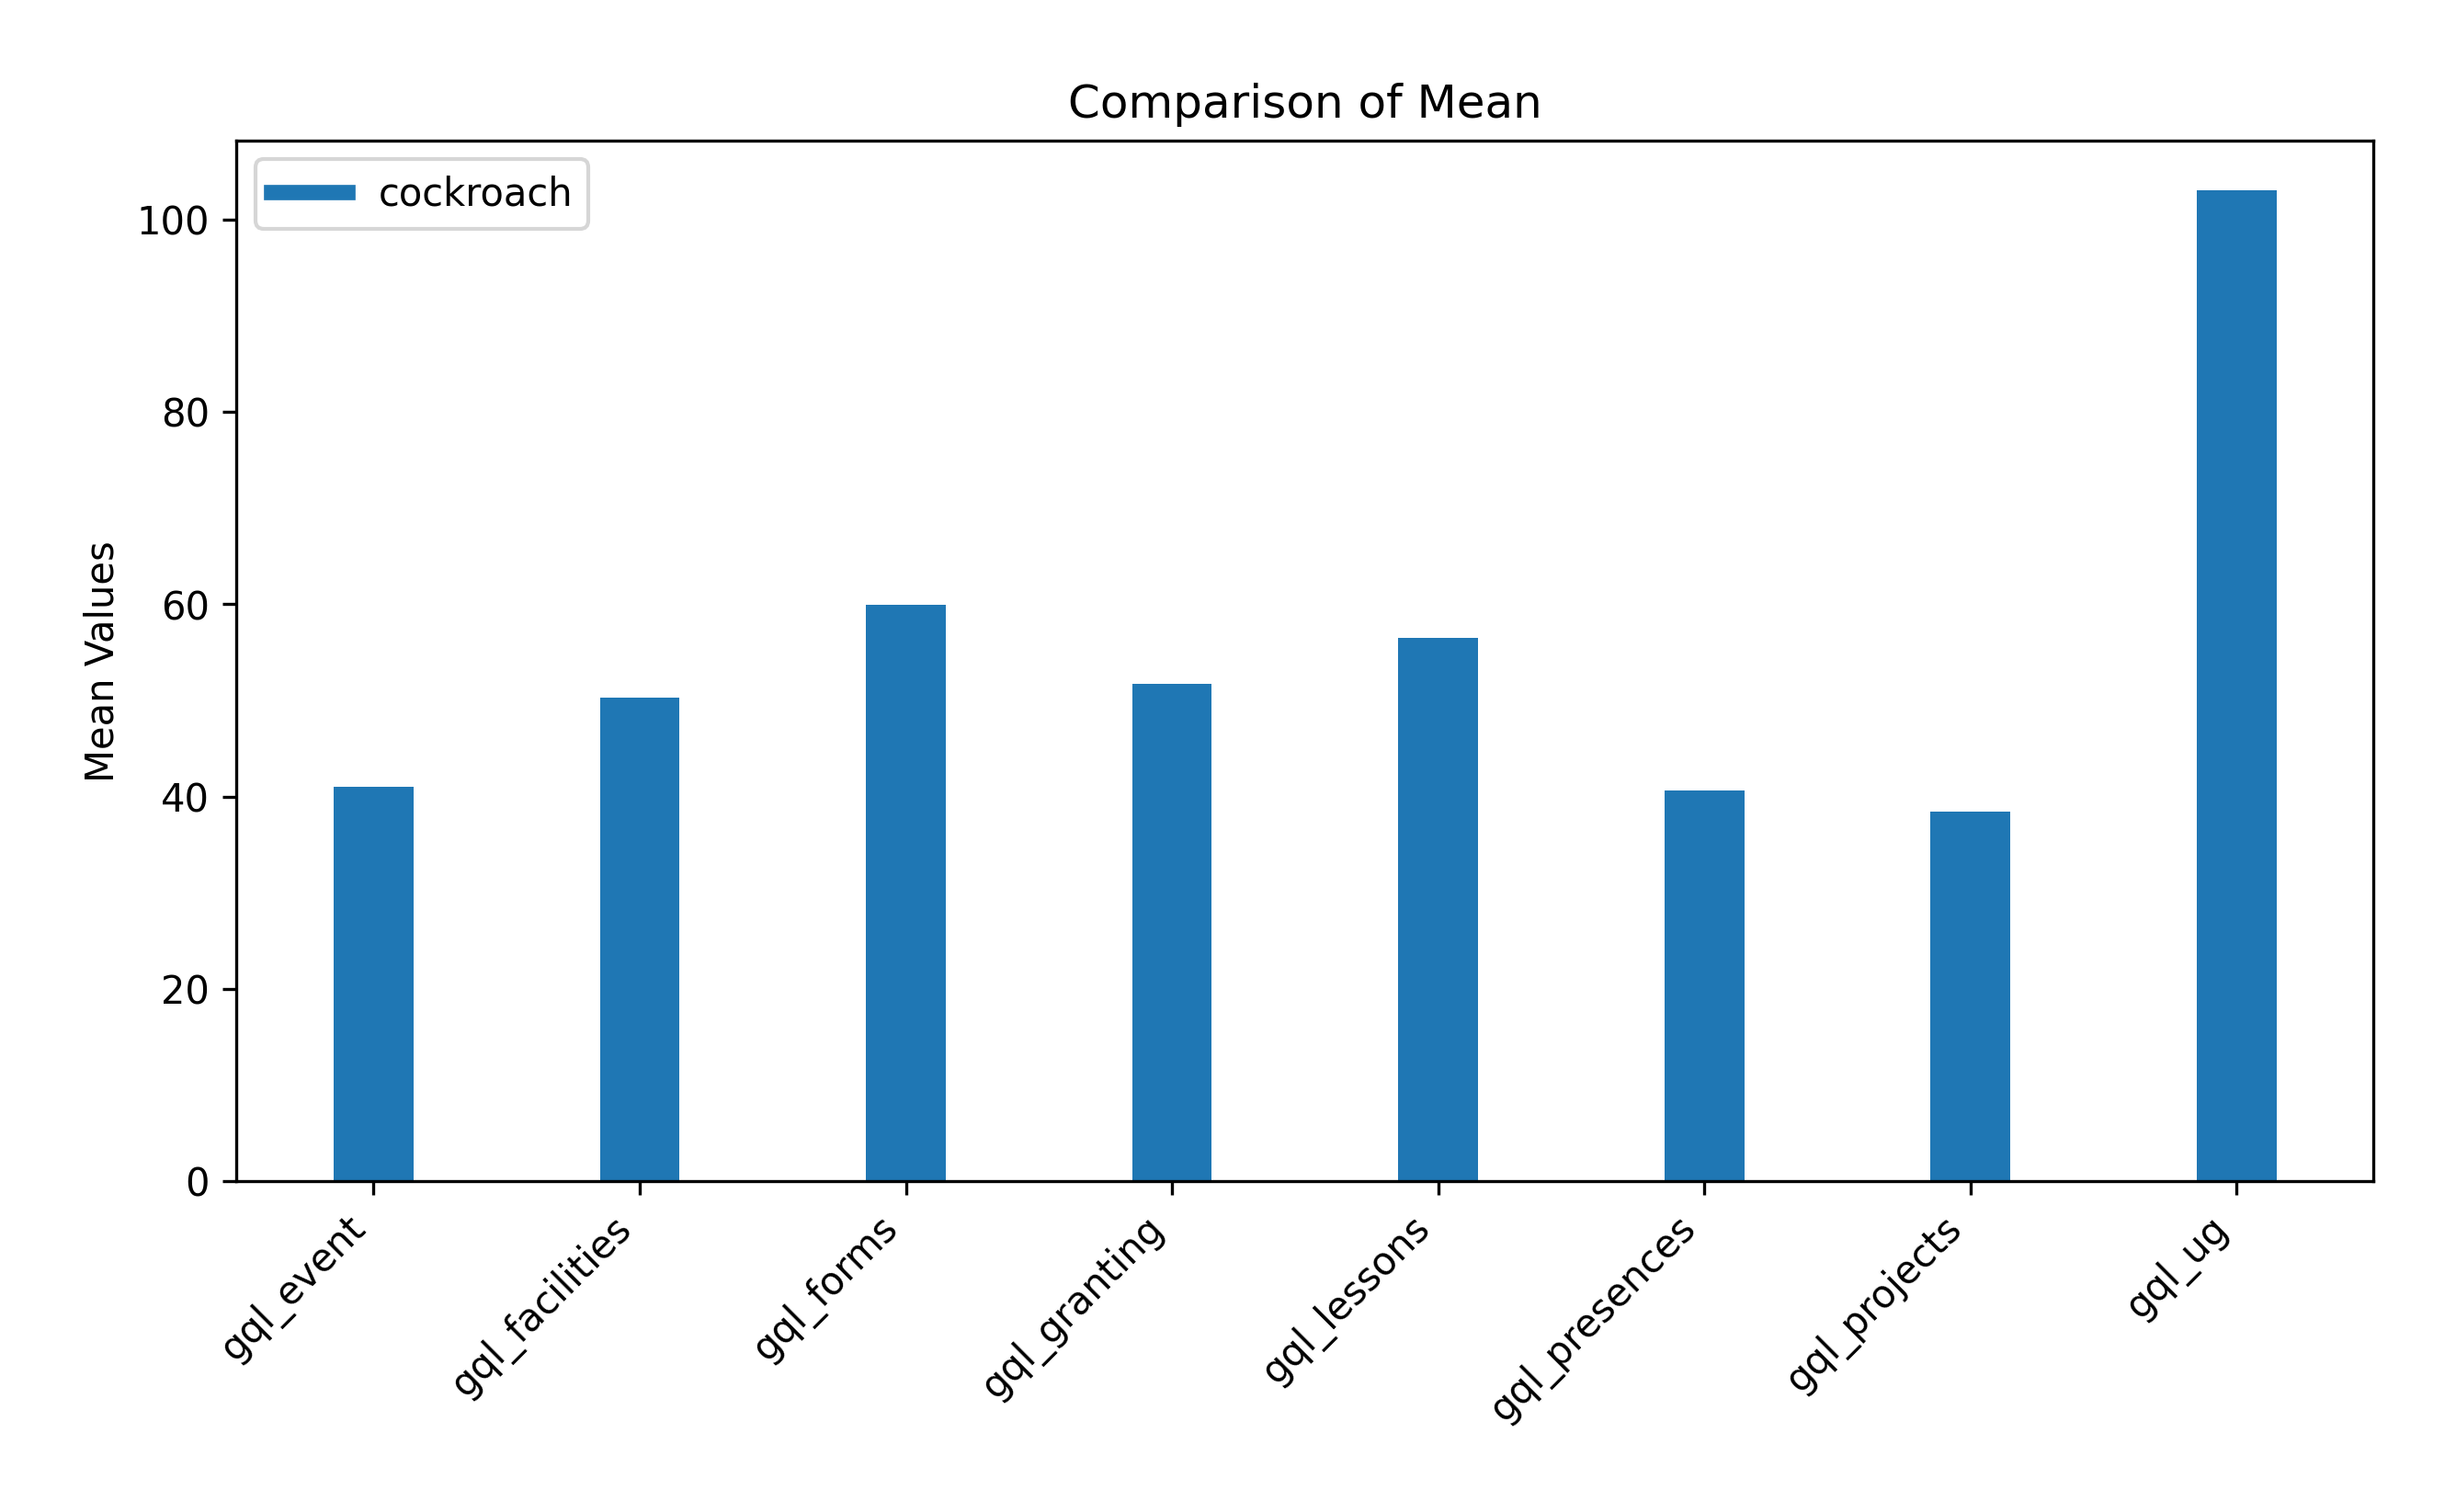 Comparison of Mean
cockroach
Mean Values
100
80
60
40
20
0
gql_event
gql_facilities
gql_forms
gql_granting
gql_lessons
gql_presences
gql_projects
gql_ug